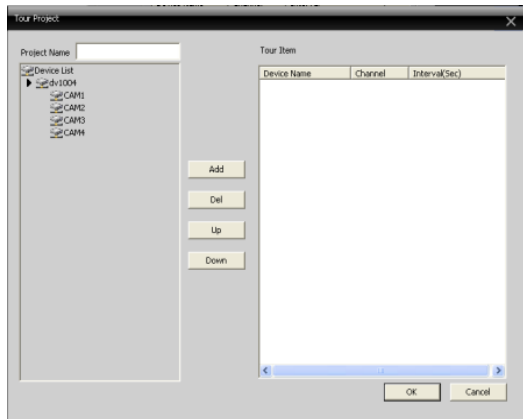 Tour Project
Project Name
Device List
dv1004
CAM1
CAM2
CAM3
CAM4
Add
Del
Up
Down
Tour Item
Device Name Channel Interval(Sec)
OK Cancel